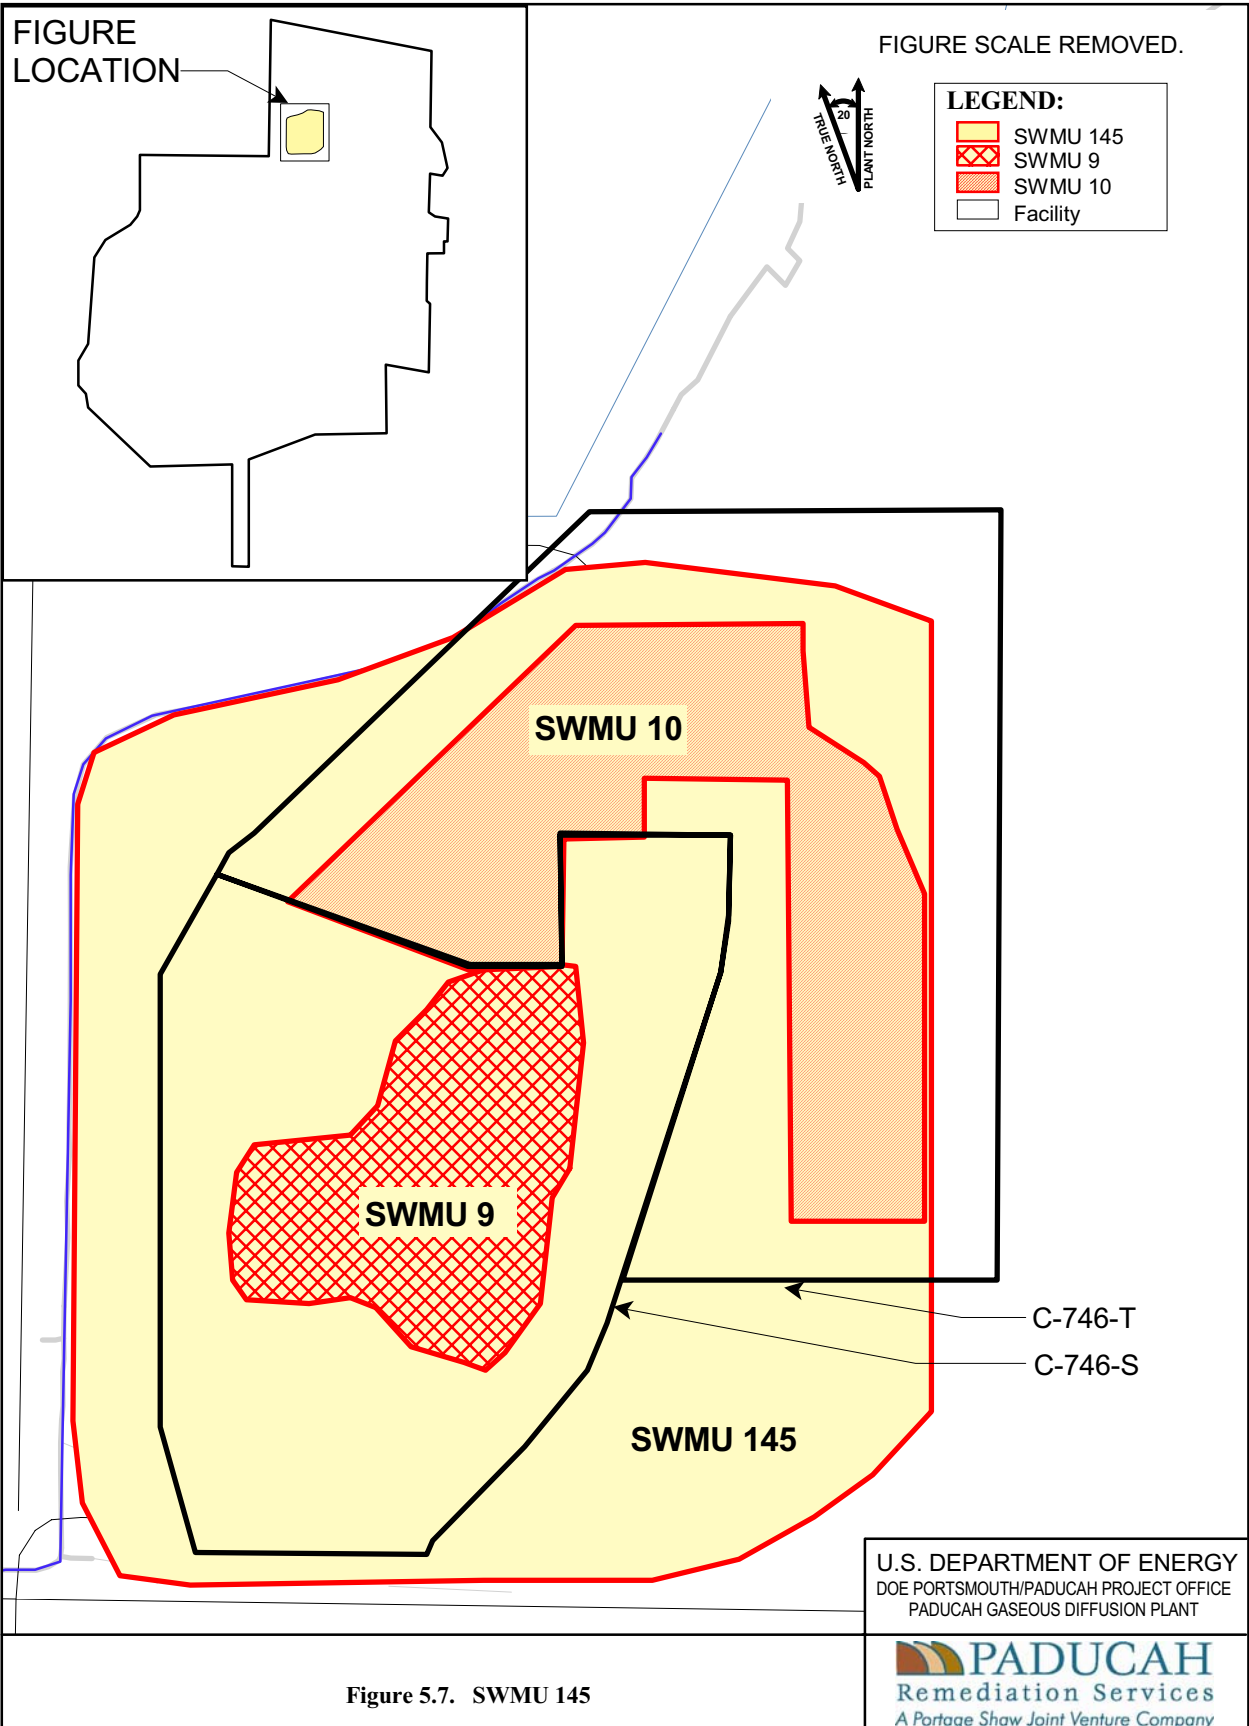 FIGURE
LOCATION
FIGURE SCALE REMOVED.
TRUE NORTH
20
PLANT NORTH
LEGEND:
SWMU 145
SWMU 9
SWMU 10
Facility
SWMU 10
SWMU 9
C-746-T
C-746-S
SWMU 145
U.S. DEPARTMENT OF ENERGY
DOE PORTSMOUTH/PADUCAH PROJECT OFFICE
PADUCAH GASEOUS DIFFUSION PLANT
PADUCAH
Remediation Services
A Portage Shaw Joint Venture Company
Figure 5.7. SWMU 145